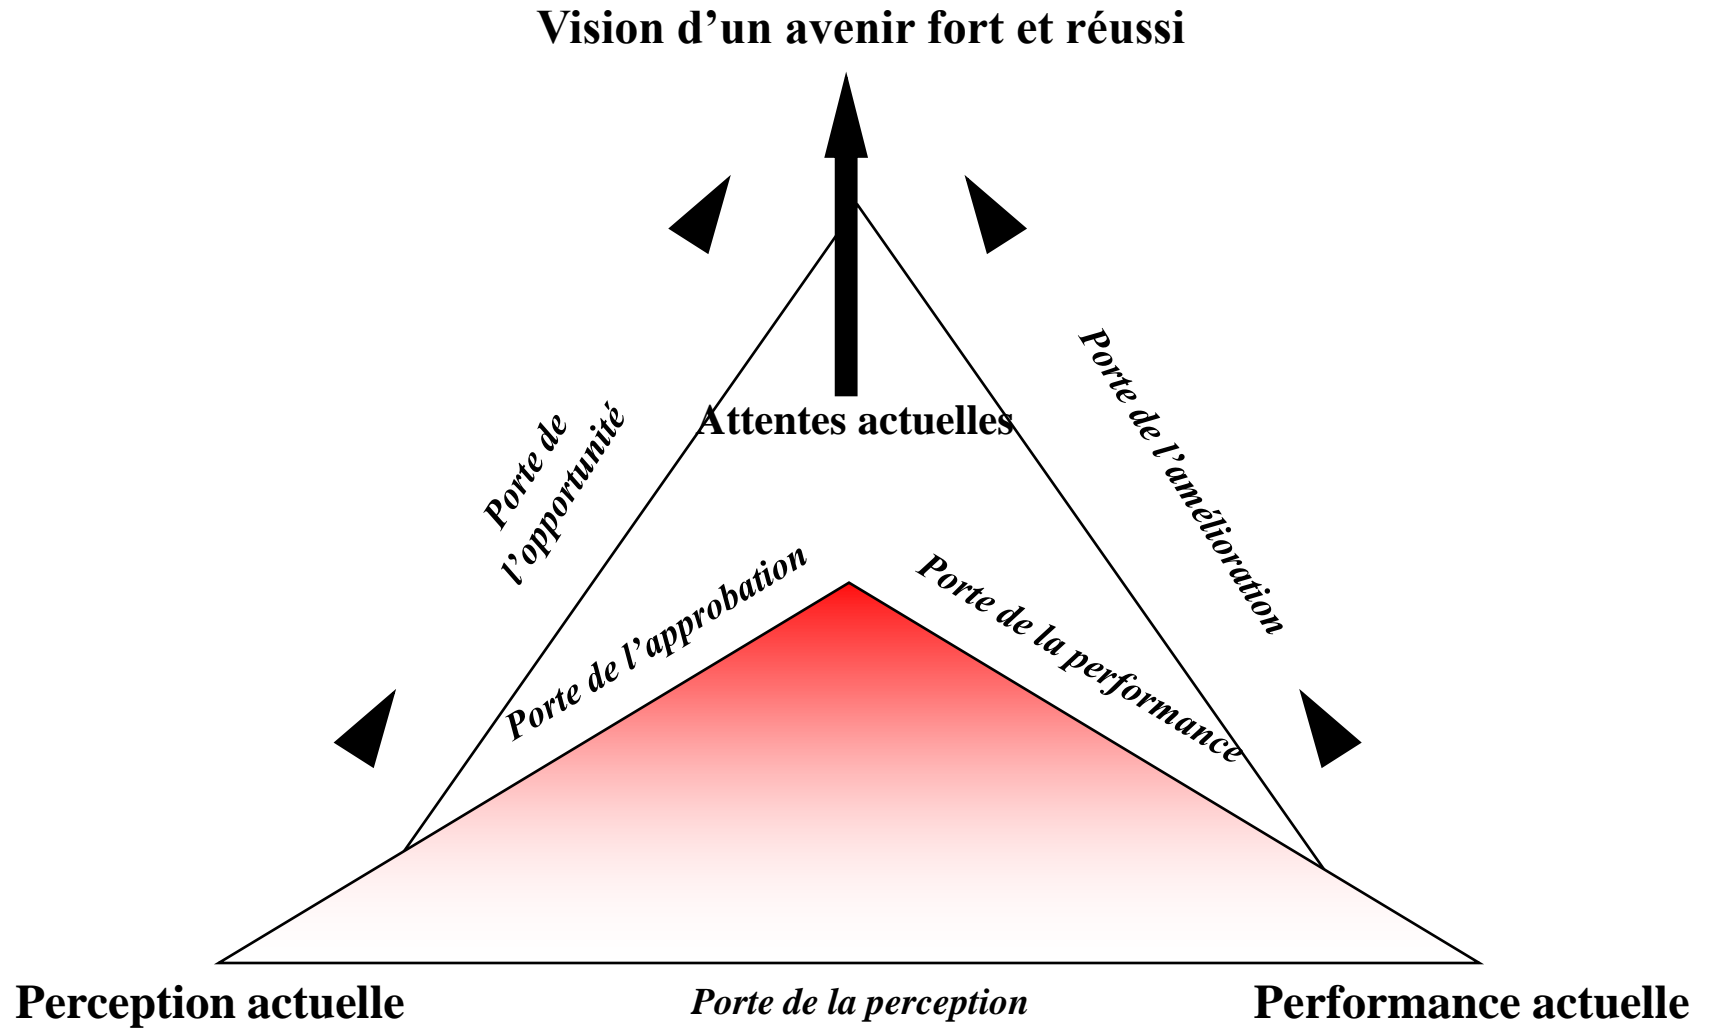 Vision d’un avenir fort et réussi
Porte de l’amélioration
Porte de
l’opportunité
Attentes actuelles
Porte de l’approbation
Porte de la performance
Perception actuelle
Porte de la perception
Performance actuelle